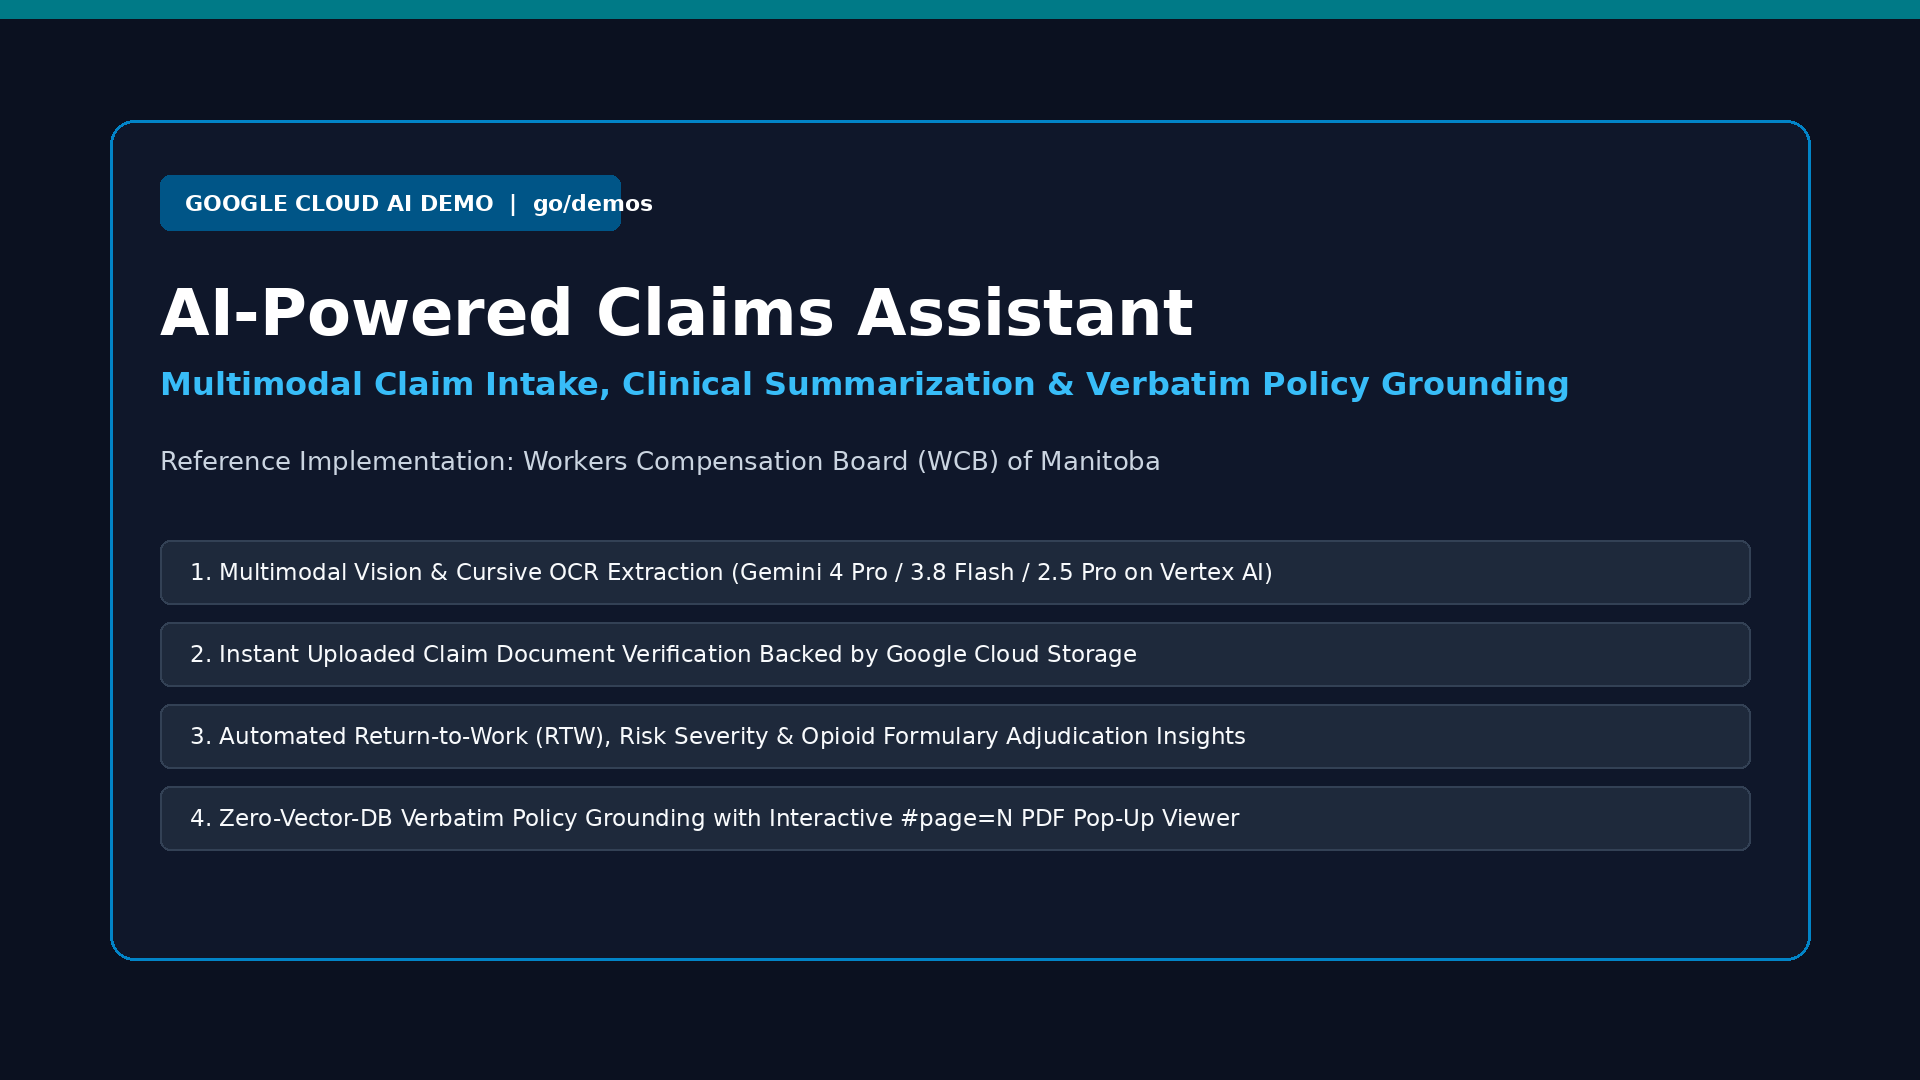 GOOGLE CLOUD AI DEMO | go/demos
AI-Powered Claims Assistant
Multimodal Claim Intake, Clinical Summarization & Verbatim Policy Grounding
Reference Implementation: Workers Compensation Board (WCB) of Manitoba
1. Multimodal Vision & Cursive OCR Extraction (Gemini 4 Pro / 3.8 Flash / 2.5 Pro on Vertex AI)
2. Instant Uploaded Claim Document Verification Backed by Google Cloud Storage
3. Automated Return-to-Work (RTW), Risk Severity & Opioid Formulary Adjudication Insights
4. Zero-Vector-DB Verbatim Policy Grounding with Interactive #page=N PDF Pop-Up Viewer